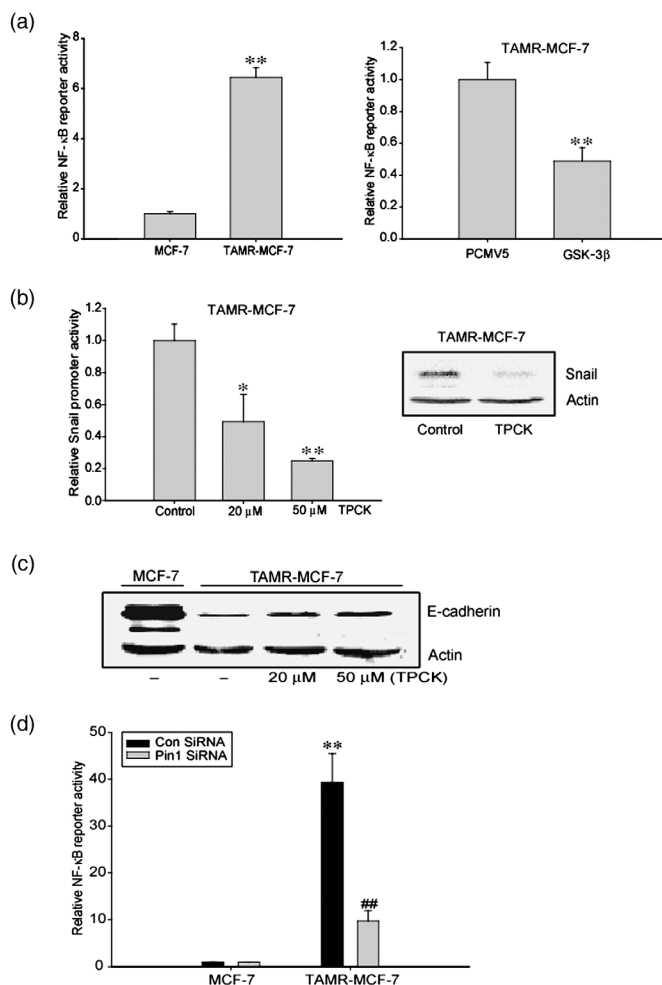 (a)
Relative NF-κB reporter activity
8
6
4
2
0
**
MCF-7 TAMR-MCF-7
TAMR-MCF-7
Relative NF-κB reporter activity
1.2
1.0
0.8
0.6
0.4
0.2
0.0
**
PCMV5 GSK-3β
(b)
TAMR-MCF-7
Relative Snail promoter activity
1.2
1.0
0.8
0.6
0.4
0.2
0.0
*
**
Control 20 μM 50 μM TPCK
TAMR-MCF-7
Snail
Actin
Control TPCK
(c)
MCF-7 TAMR-MCF-7
E-cadherin
Actin
– – 20 μM 50 μM (TPCK)
(d)
Relative NF-κB reporter activity
50
40
30
20
10
0
Con SiRNA
Pin1 SiRNA
**
##
MCF-7 TAMR-MCF-7